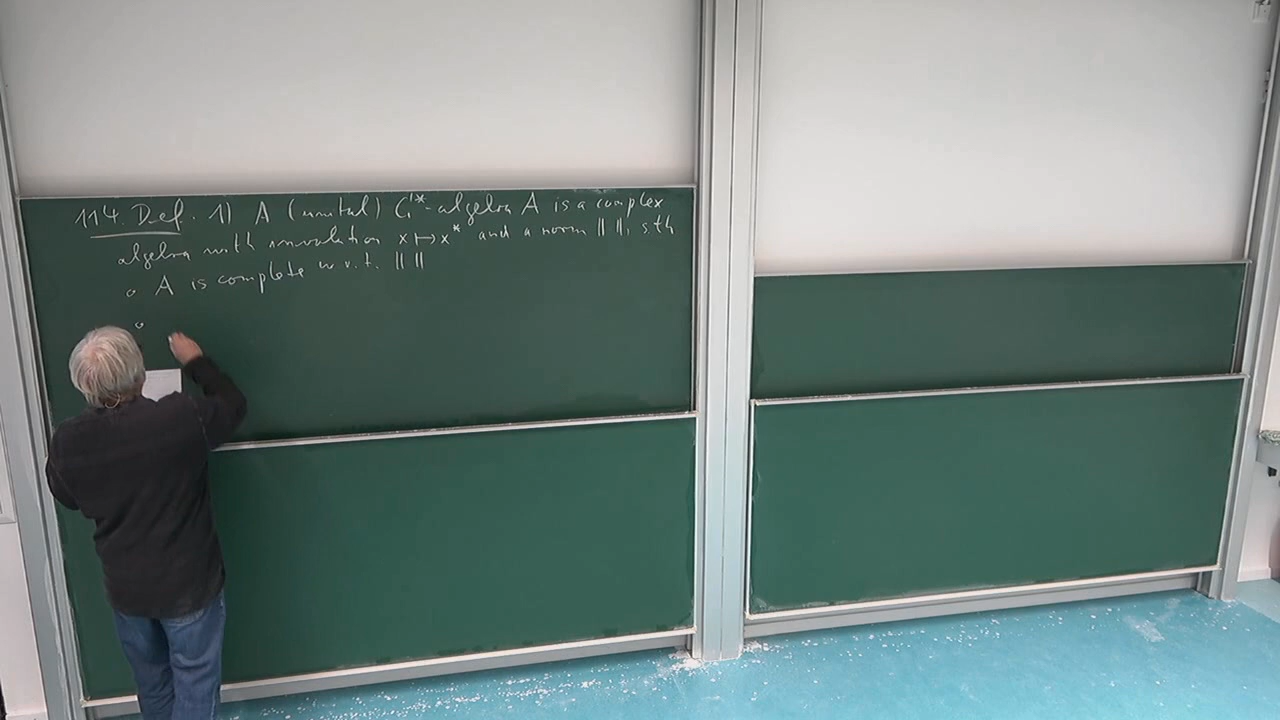 114. Def. 1) A (unital) C*-algebra A is a complex
algebra with involution x ↦ x* and a norm || ||, s.th
◦ A is complete w.r.t. || ||
◦